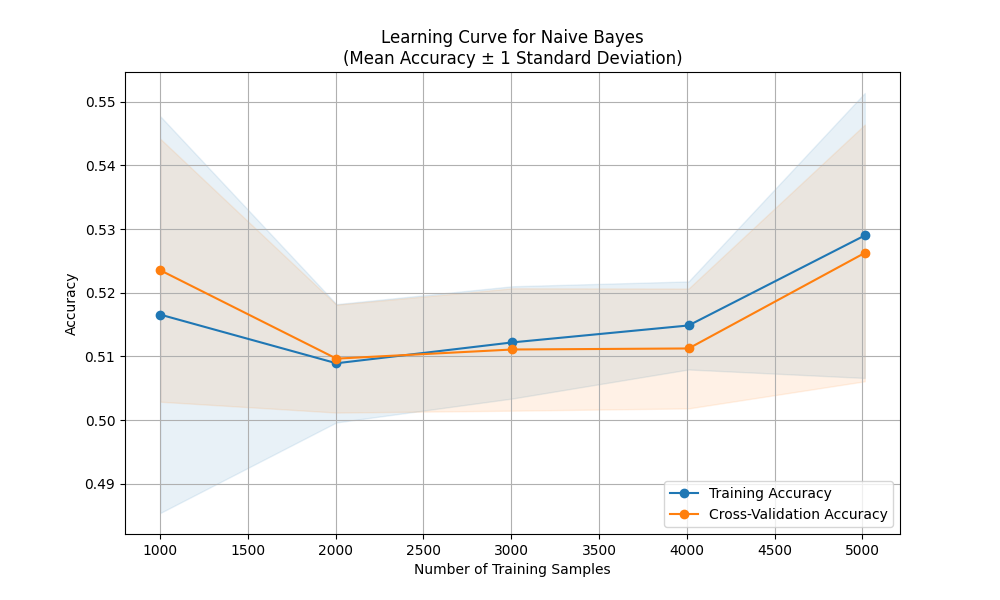 Learning Curve for Naive Bayes
(Mean Accuracy ± 1 Standard Deviation)
Accuracy
0.55
0.54
0.53
0.52
0.51
0.50
0.49
Training Accuracy
Cross-Validation Accuracy
1000 1500 2000 2500 3000 3500 4000 4500 5000
Number of Training Samples